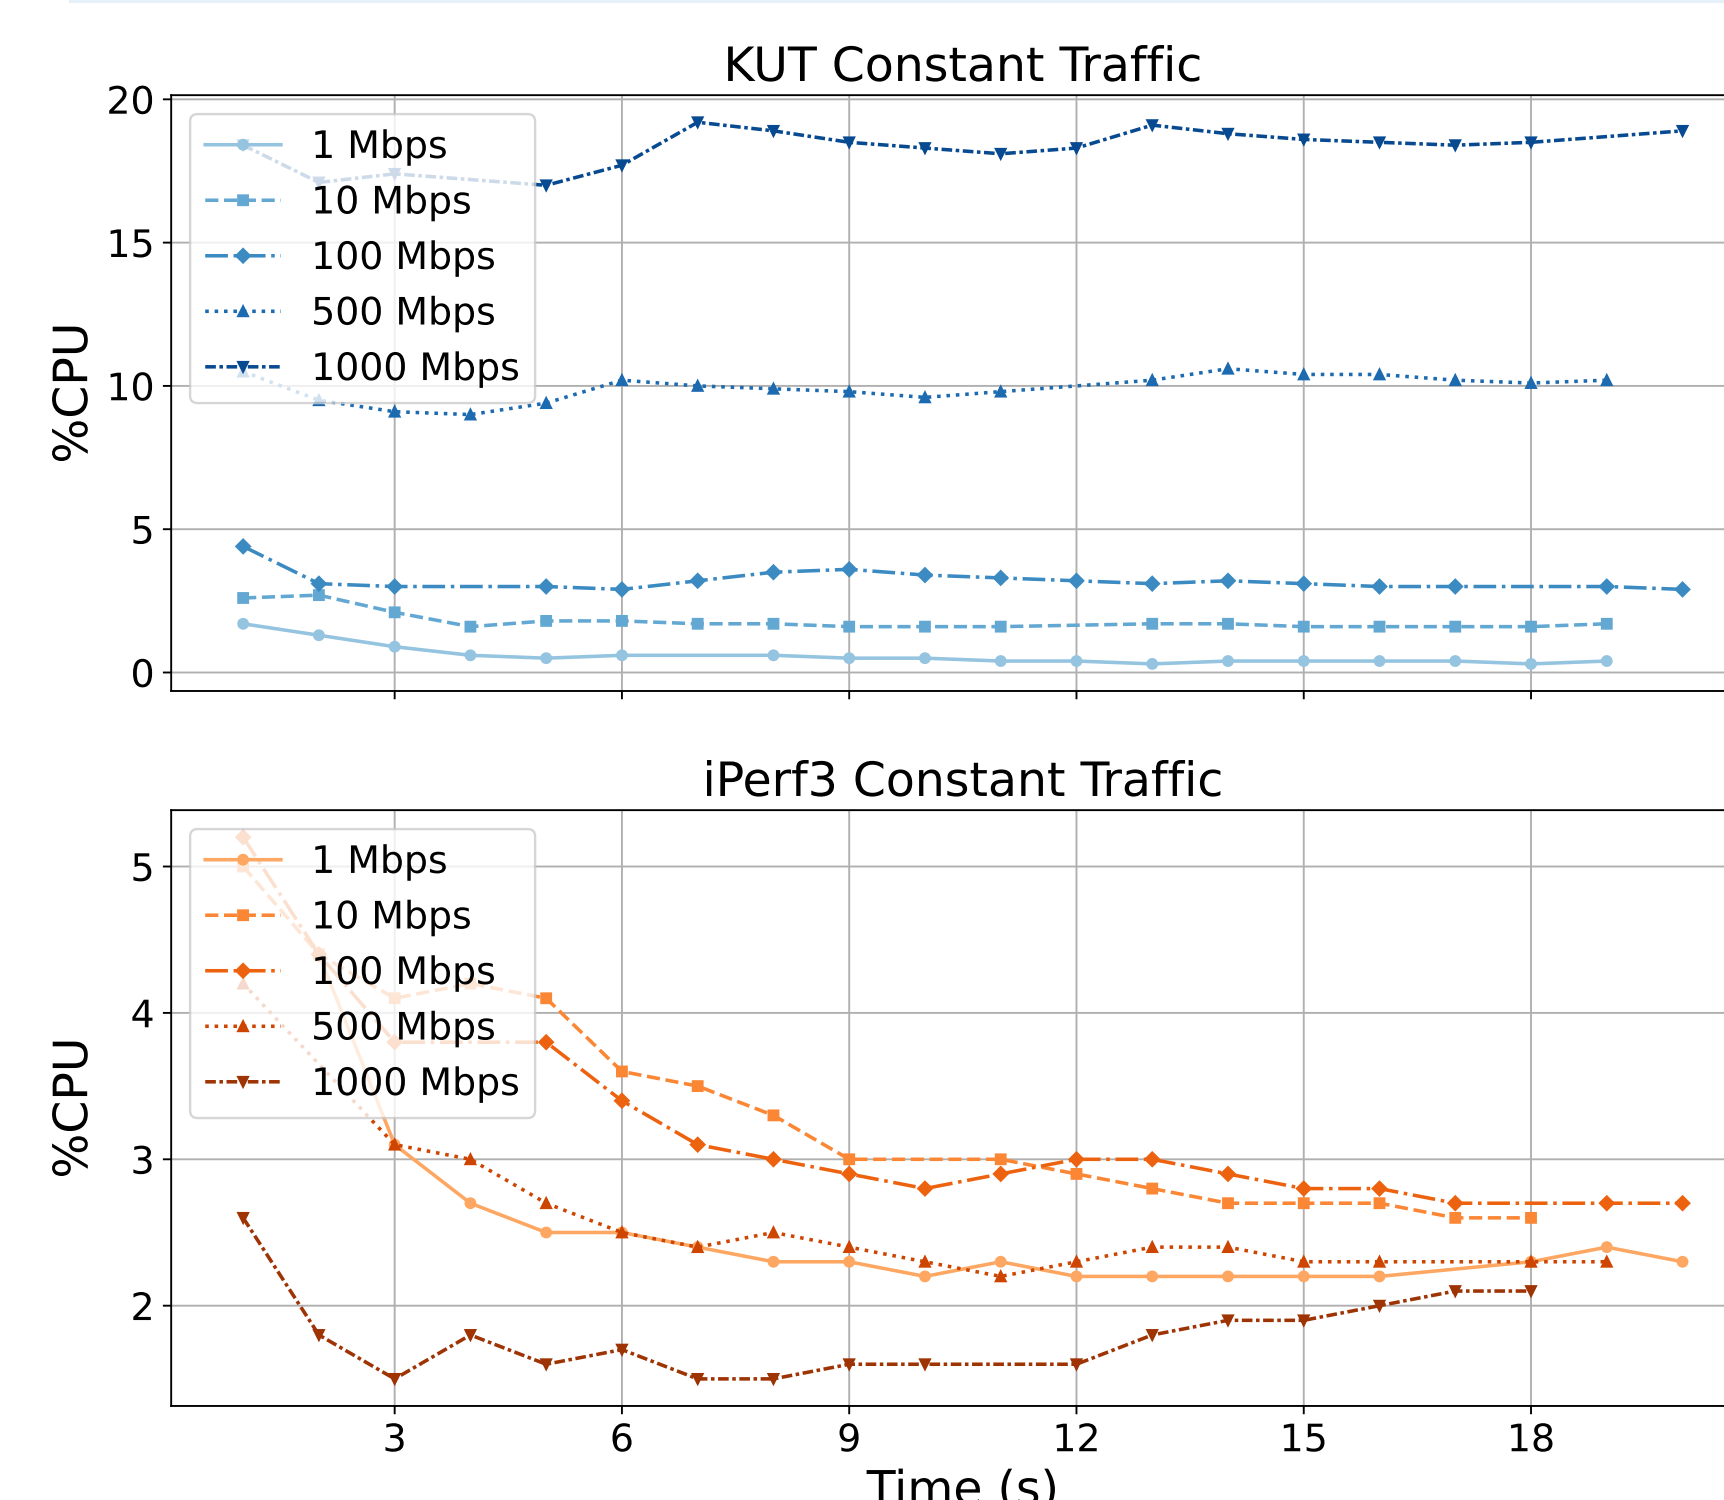 KUT Constant Traffic
20
15
10
5
0
%CPU
1 Mbps
10 Mbps
100 Mbps
500 Mbps
1000 Mbps
iPerf3 Constant Traffic
5
4
3
2
%CPU
1 Mbps
10 Mbps
100 Mbps
500 Mbps
1000 Mbps
3 6 9 12 15 18
Time (s)